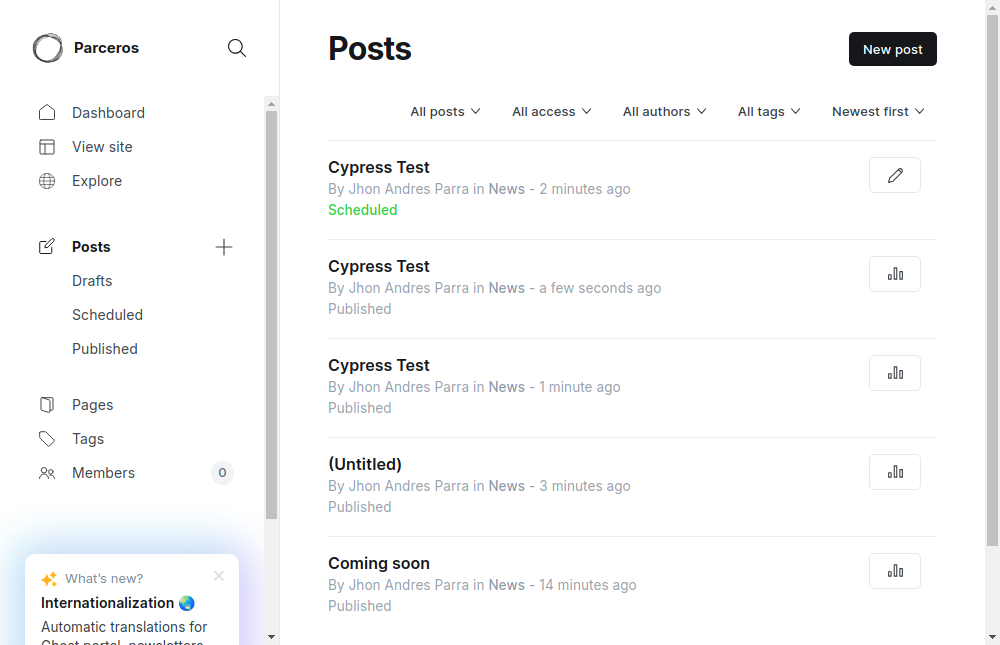 Parceros
Dashboard
View site
Explore
Posts
Drafts
Scheduled
Published
Pages
Tags
Members 0
What's new?
Internationalization 🌏
Automatic translations for
Ghost portal, newsletters
Posts
New post
All posts All access All authors All tags Newest first
Cypress Test
By Jhon Andres Parra in News - 2 minutes ago
Scheduled
Cypress Test
By Jhon Andres Parra in News - a few seconds ago
Published
Cypress Test
By Jhon Andres Parra in News - 1 minute ago
Published
(Untitled)
By Jhon Andres Parra in News - 3 minutes ago
Published
Coming soon
By Jhon Andres Parra in News - 14 minutes ago
Published